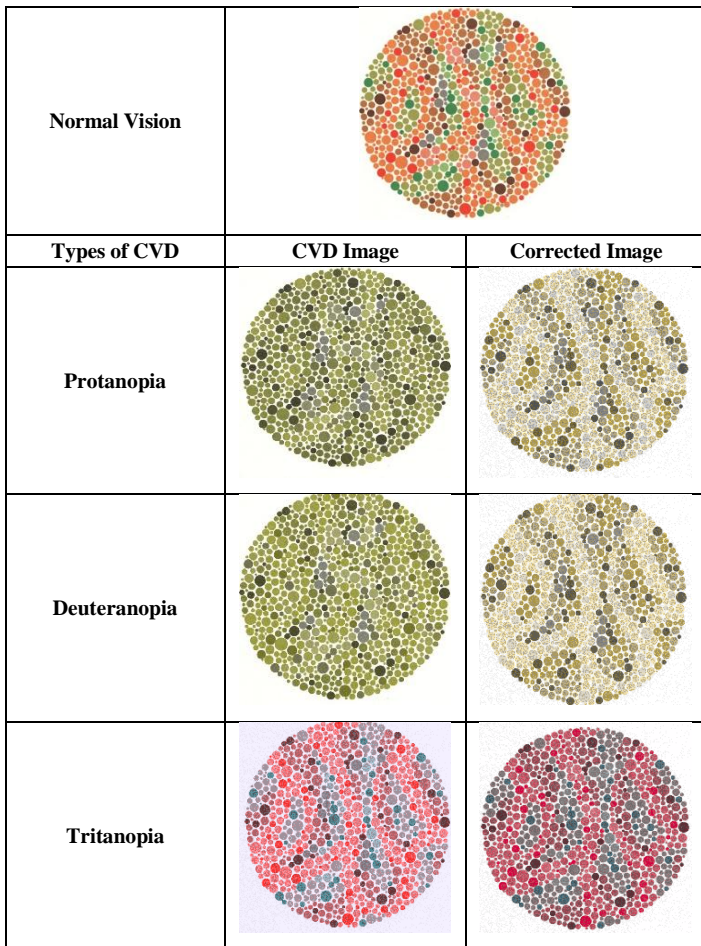 Normal Vision
Types of CVD
CVD Image
Corrected Image
Protanopia
Deuteranopia
Tritanopia